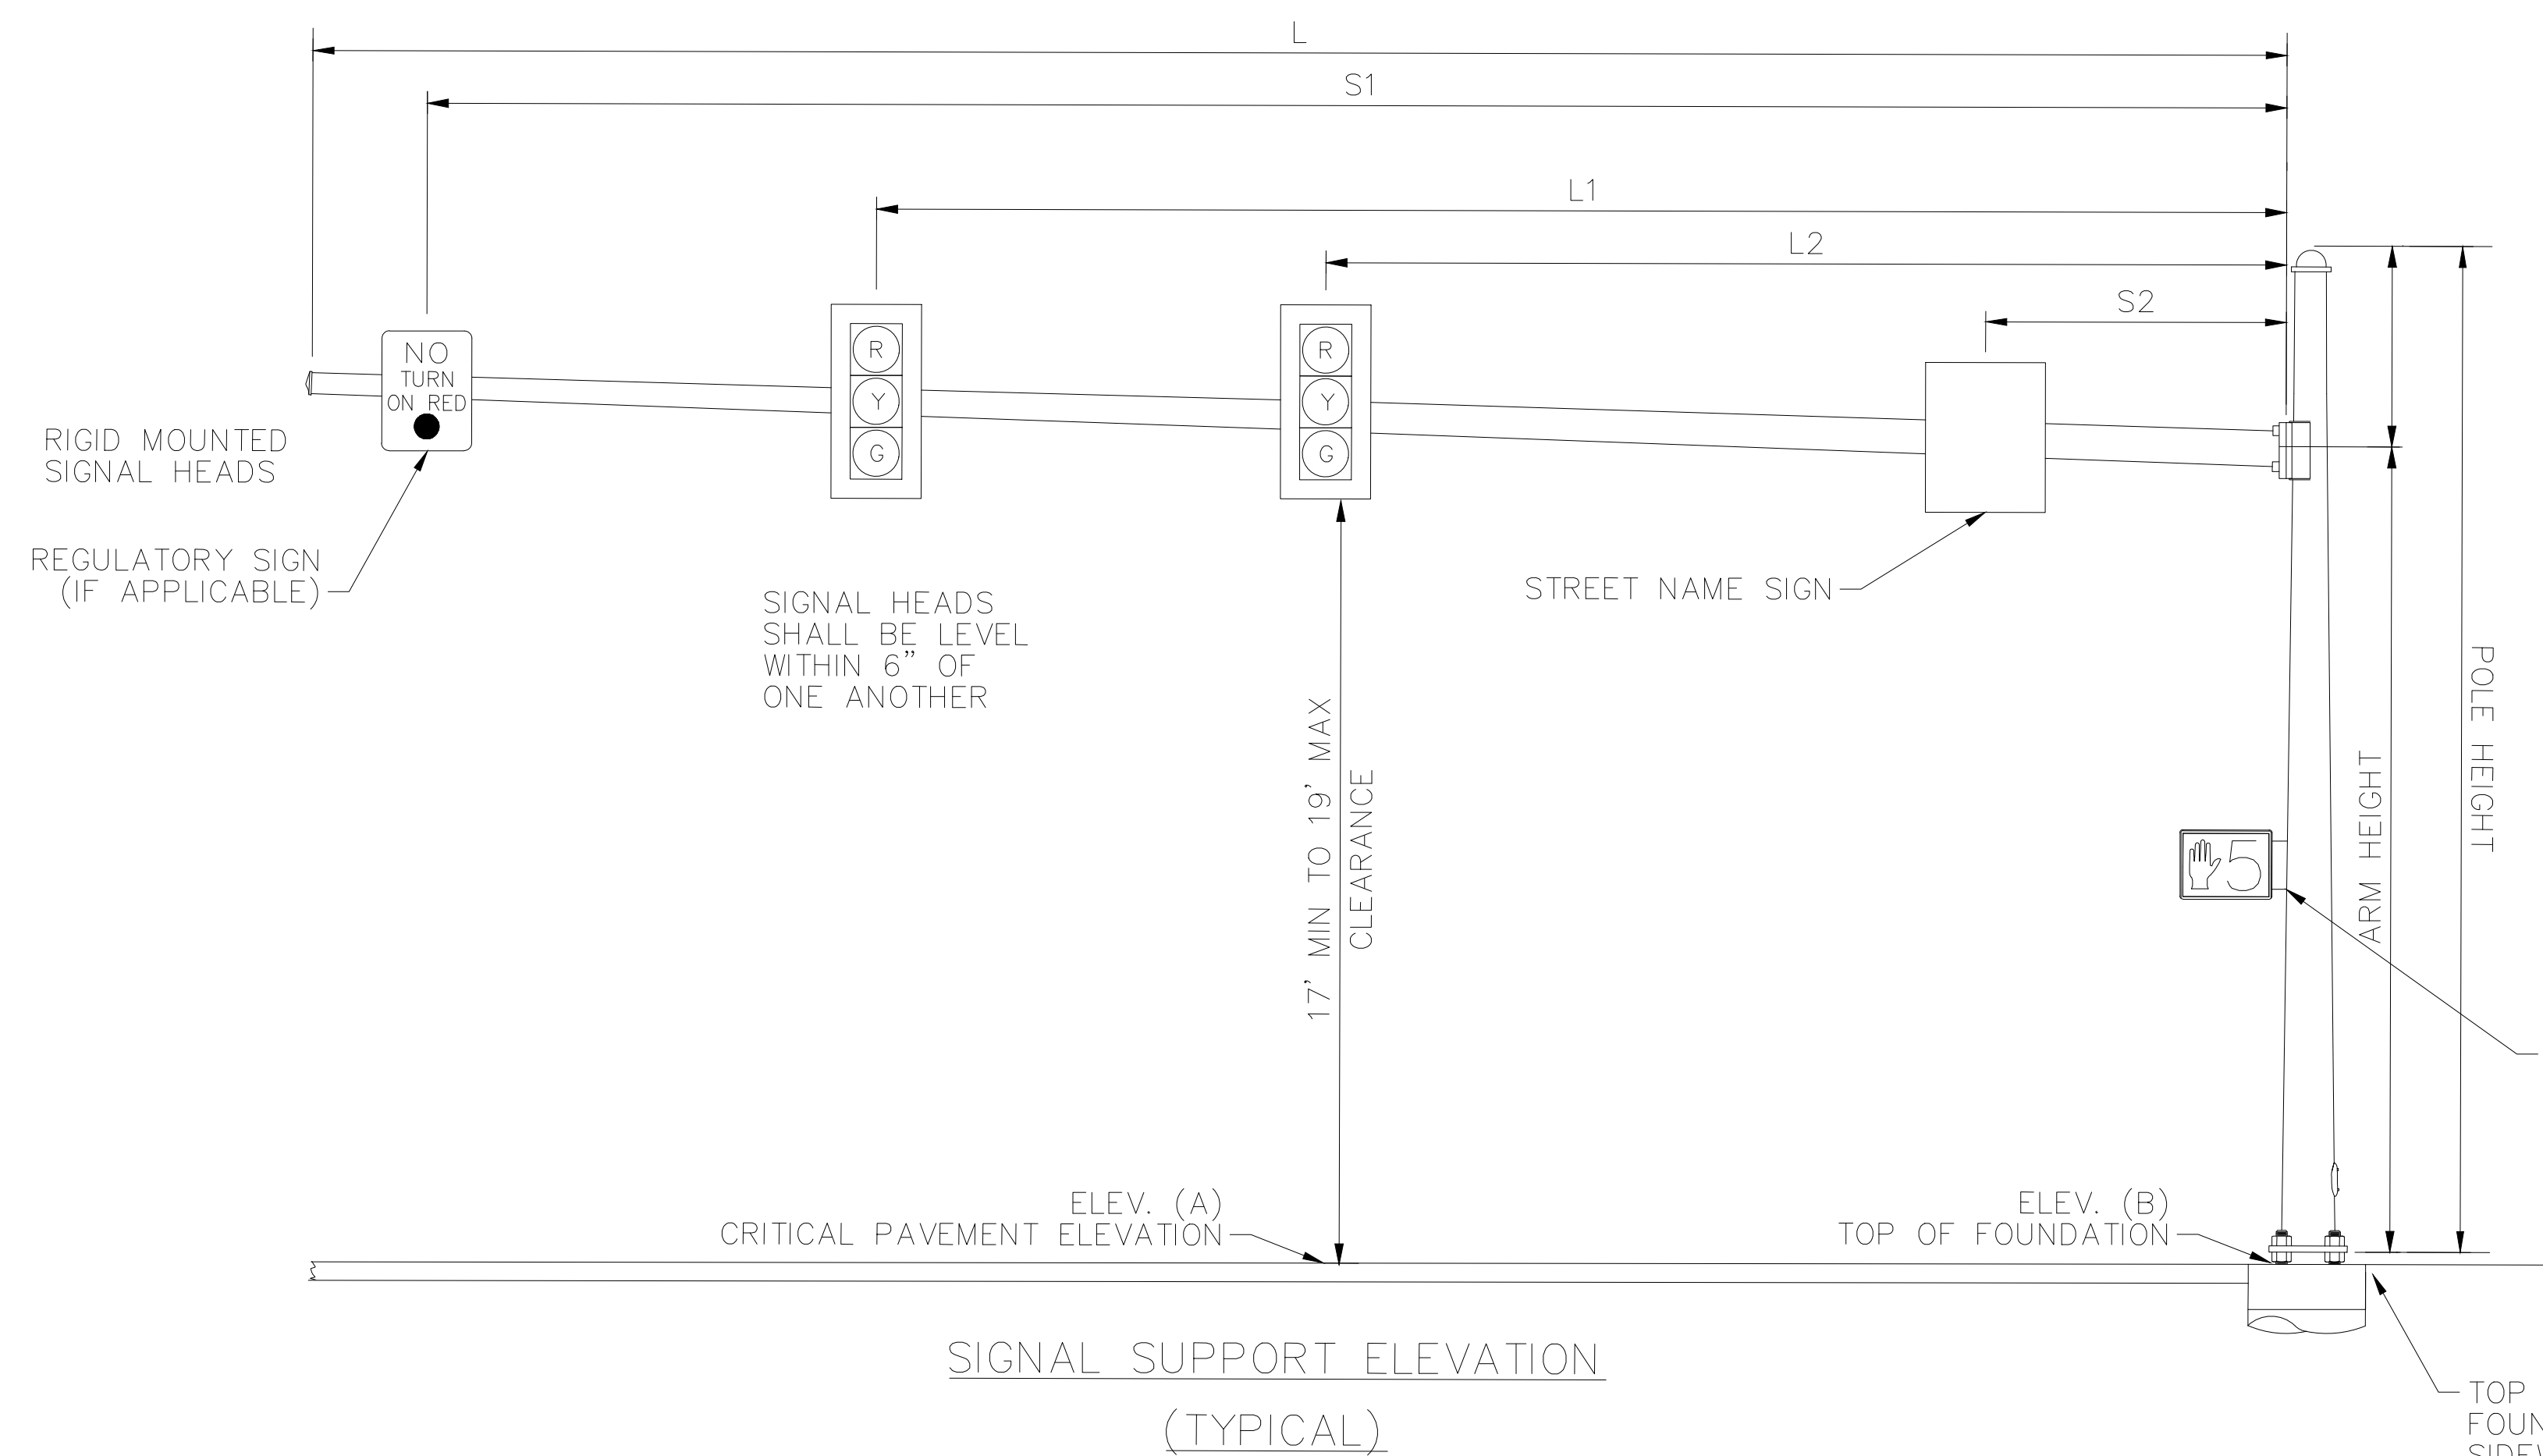 L
S1
L1
L2
S2
NO
TURN
ON RED
R
Y
G
R
Y
G
RIGID MOUNTED
SIGNAL HEADS
REGULATORY SIGN
(IF APPLICABLE)
SIGNAL HEADS
SHALL BE LEVEL
WITHIN 6” OF
ONE ANOTHER
STREET NAME SIGN
17’ MIN TO 19’ MAX
CLEARANCE
5
ARM HEIGHT
POLE HEIGHT
ELEV. (A)
CRITICAL PAVEMENT ELEVATION
ELEV. (B)
TOP OF FOUNDATION
SIGNAL SUPPORT ELEVATION
(TYPICAL)
TOP